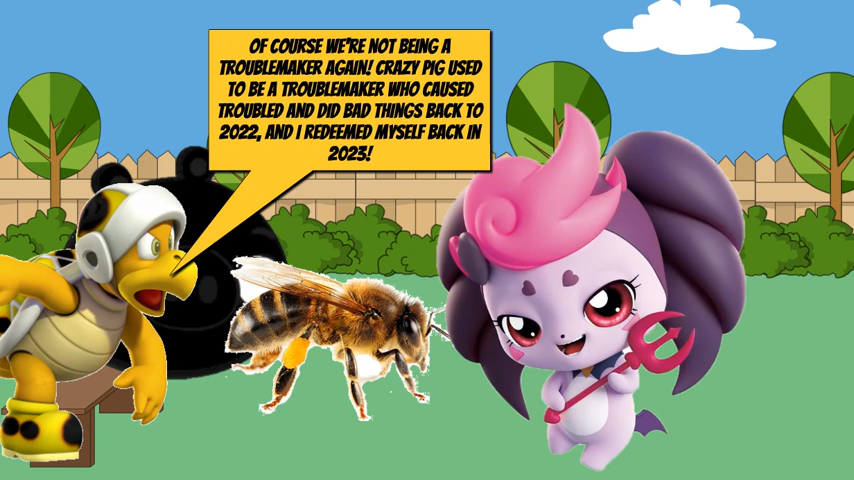 OF COURSE WE'RE NOT BEING A
TROUBLEMAKER AGAIN! CRAZY PIG USED
TO BE A TROUBLEMAKER WHO CAUSED
TROUBLED AND DID BAD THINGS BACK TO
2022, AND I REDEEMED MYSELF BACK IN
2023!